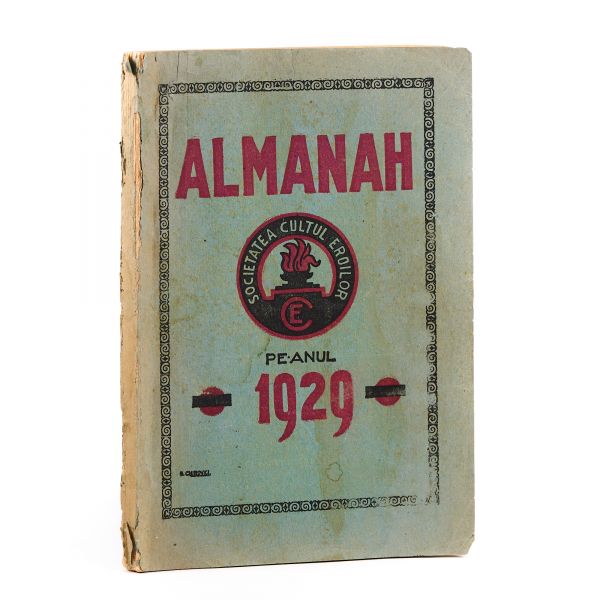 ALMANAH
SOCIETATEA CULTUL EROILOR
CE
PE·ANUL
1929